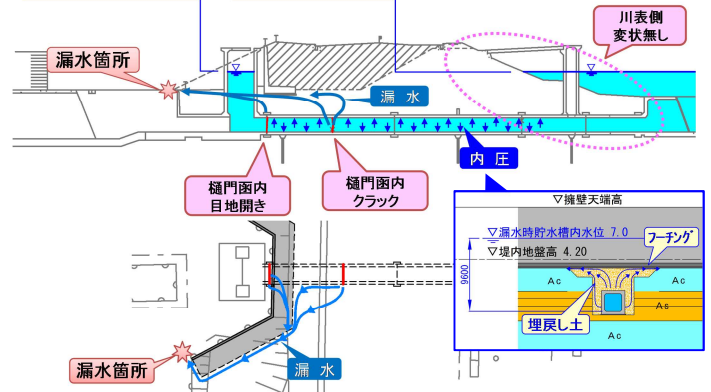 川表側
変状無し
漏水箇所
漏 水
内 圧
樋門函内
目地開き
樋門函内
クラック
▽擁壁天端高
▽漏水時貯水槽内水位 7.0
フーチング
▽堤内地盤高 4.20
9600
Ac
Ac
Ac
Ac
埋戻し土
Ac
漏水箇所
漏 水